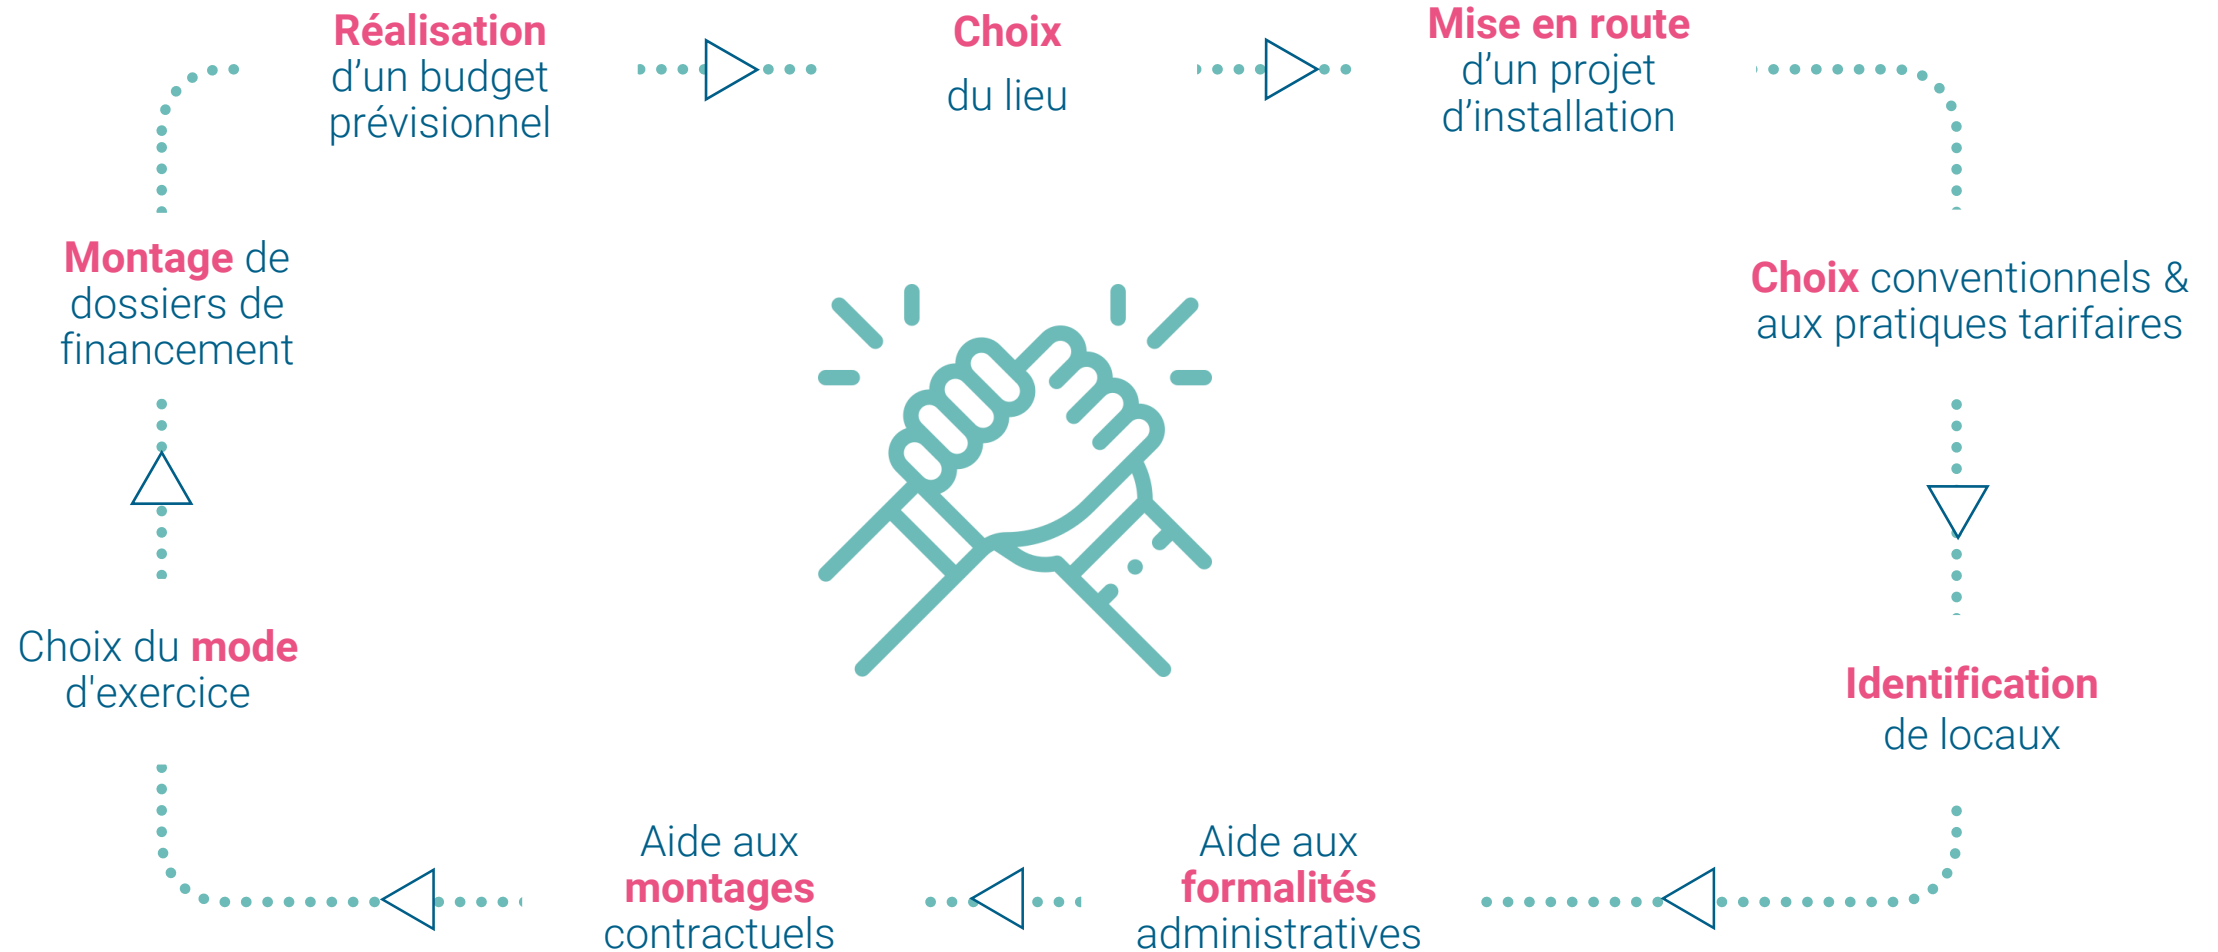 Réalisation
d’un budget
prévisionnel
Choix
du lieu
Mise en route
d’un projet
d’installation
Choix conventionnels &
aux pratiques tarifaires
Identification
de locaux
Aide aux
formalités
administratives
Aide aux
montages
contractuels
Choix du mode
d'exercice
Montage de
dossiers de
financement